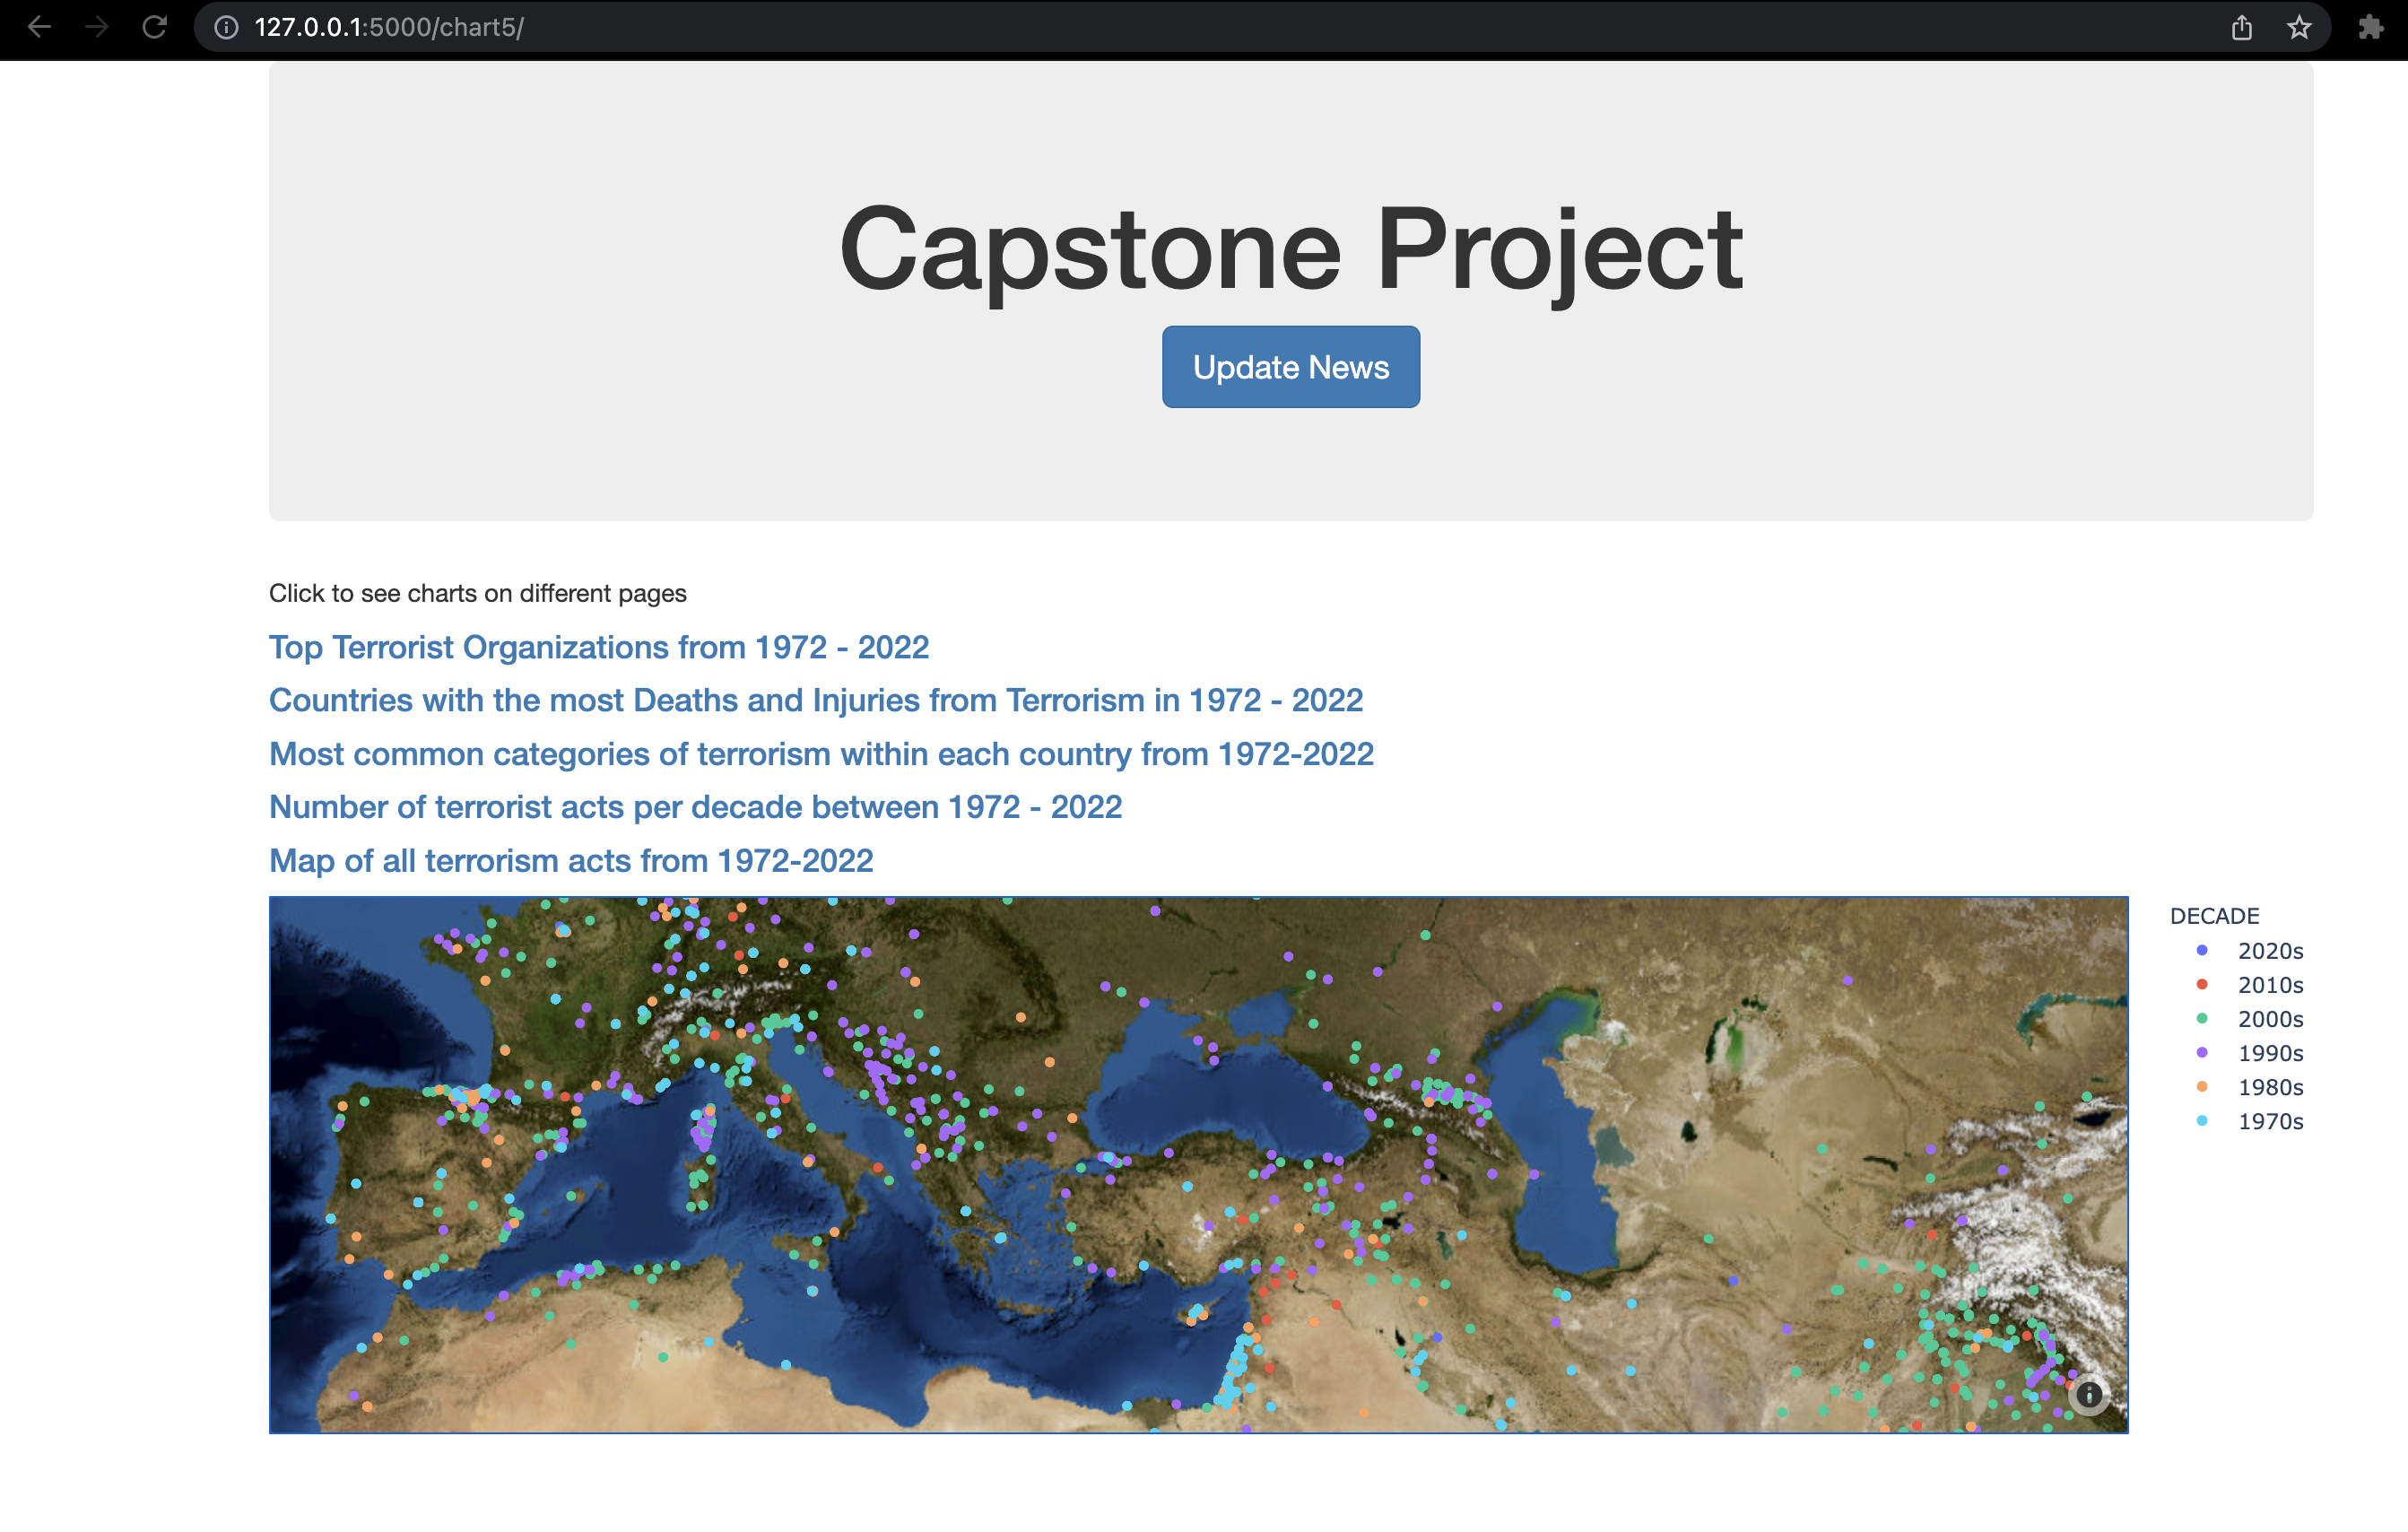 127.0.0.1:5000/chart5/
Capstone Project
Update News
Click to see charts on different pages
Top Terrorist Organizations from 1972 - 2022
Countries with the most Deaths and Injuries from Terrorism in 1972 - 2022
Most common categories of terrorism within each country from 1972-2022
Number of terrorist acts per decade between 1972 - 2022
Map of all terrorism acts from 1972-2022
DECADE
2020s
2010s
2000s
1990s
1980s
1970s